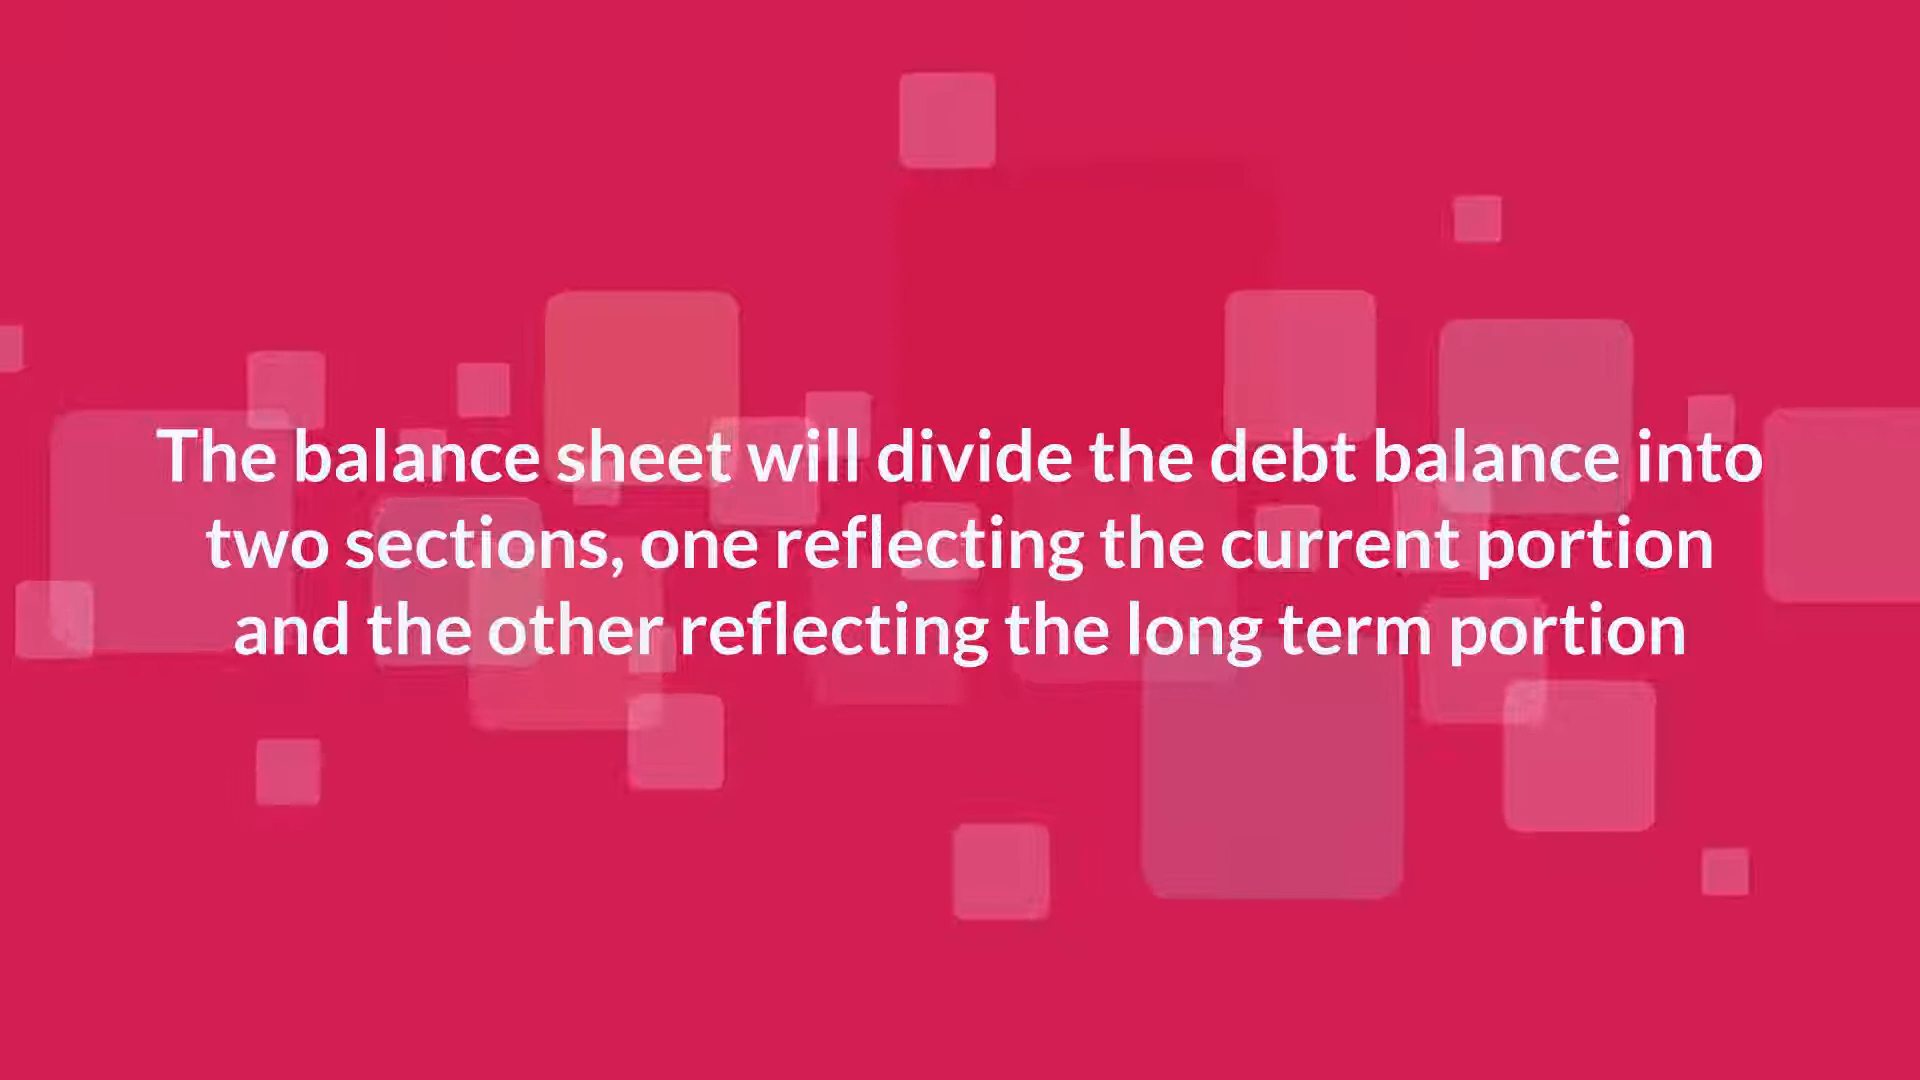 The balance sheet will divide the debt balance into
two sections, one reflecting the current portion
and the other reflecting the long term portion